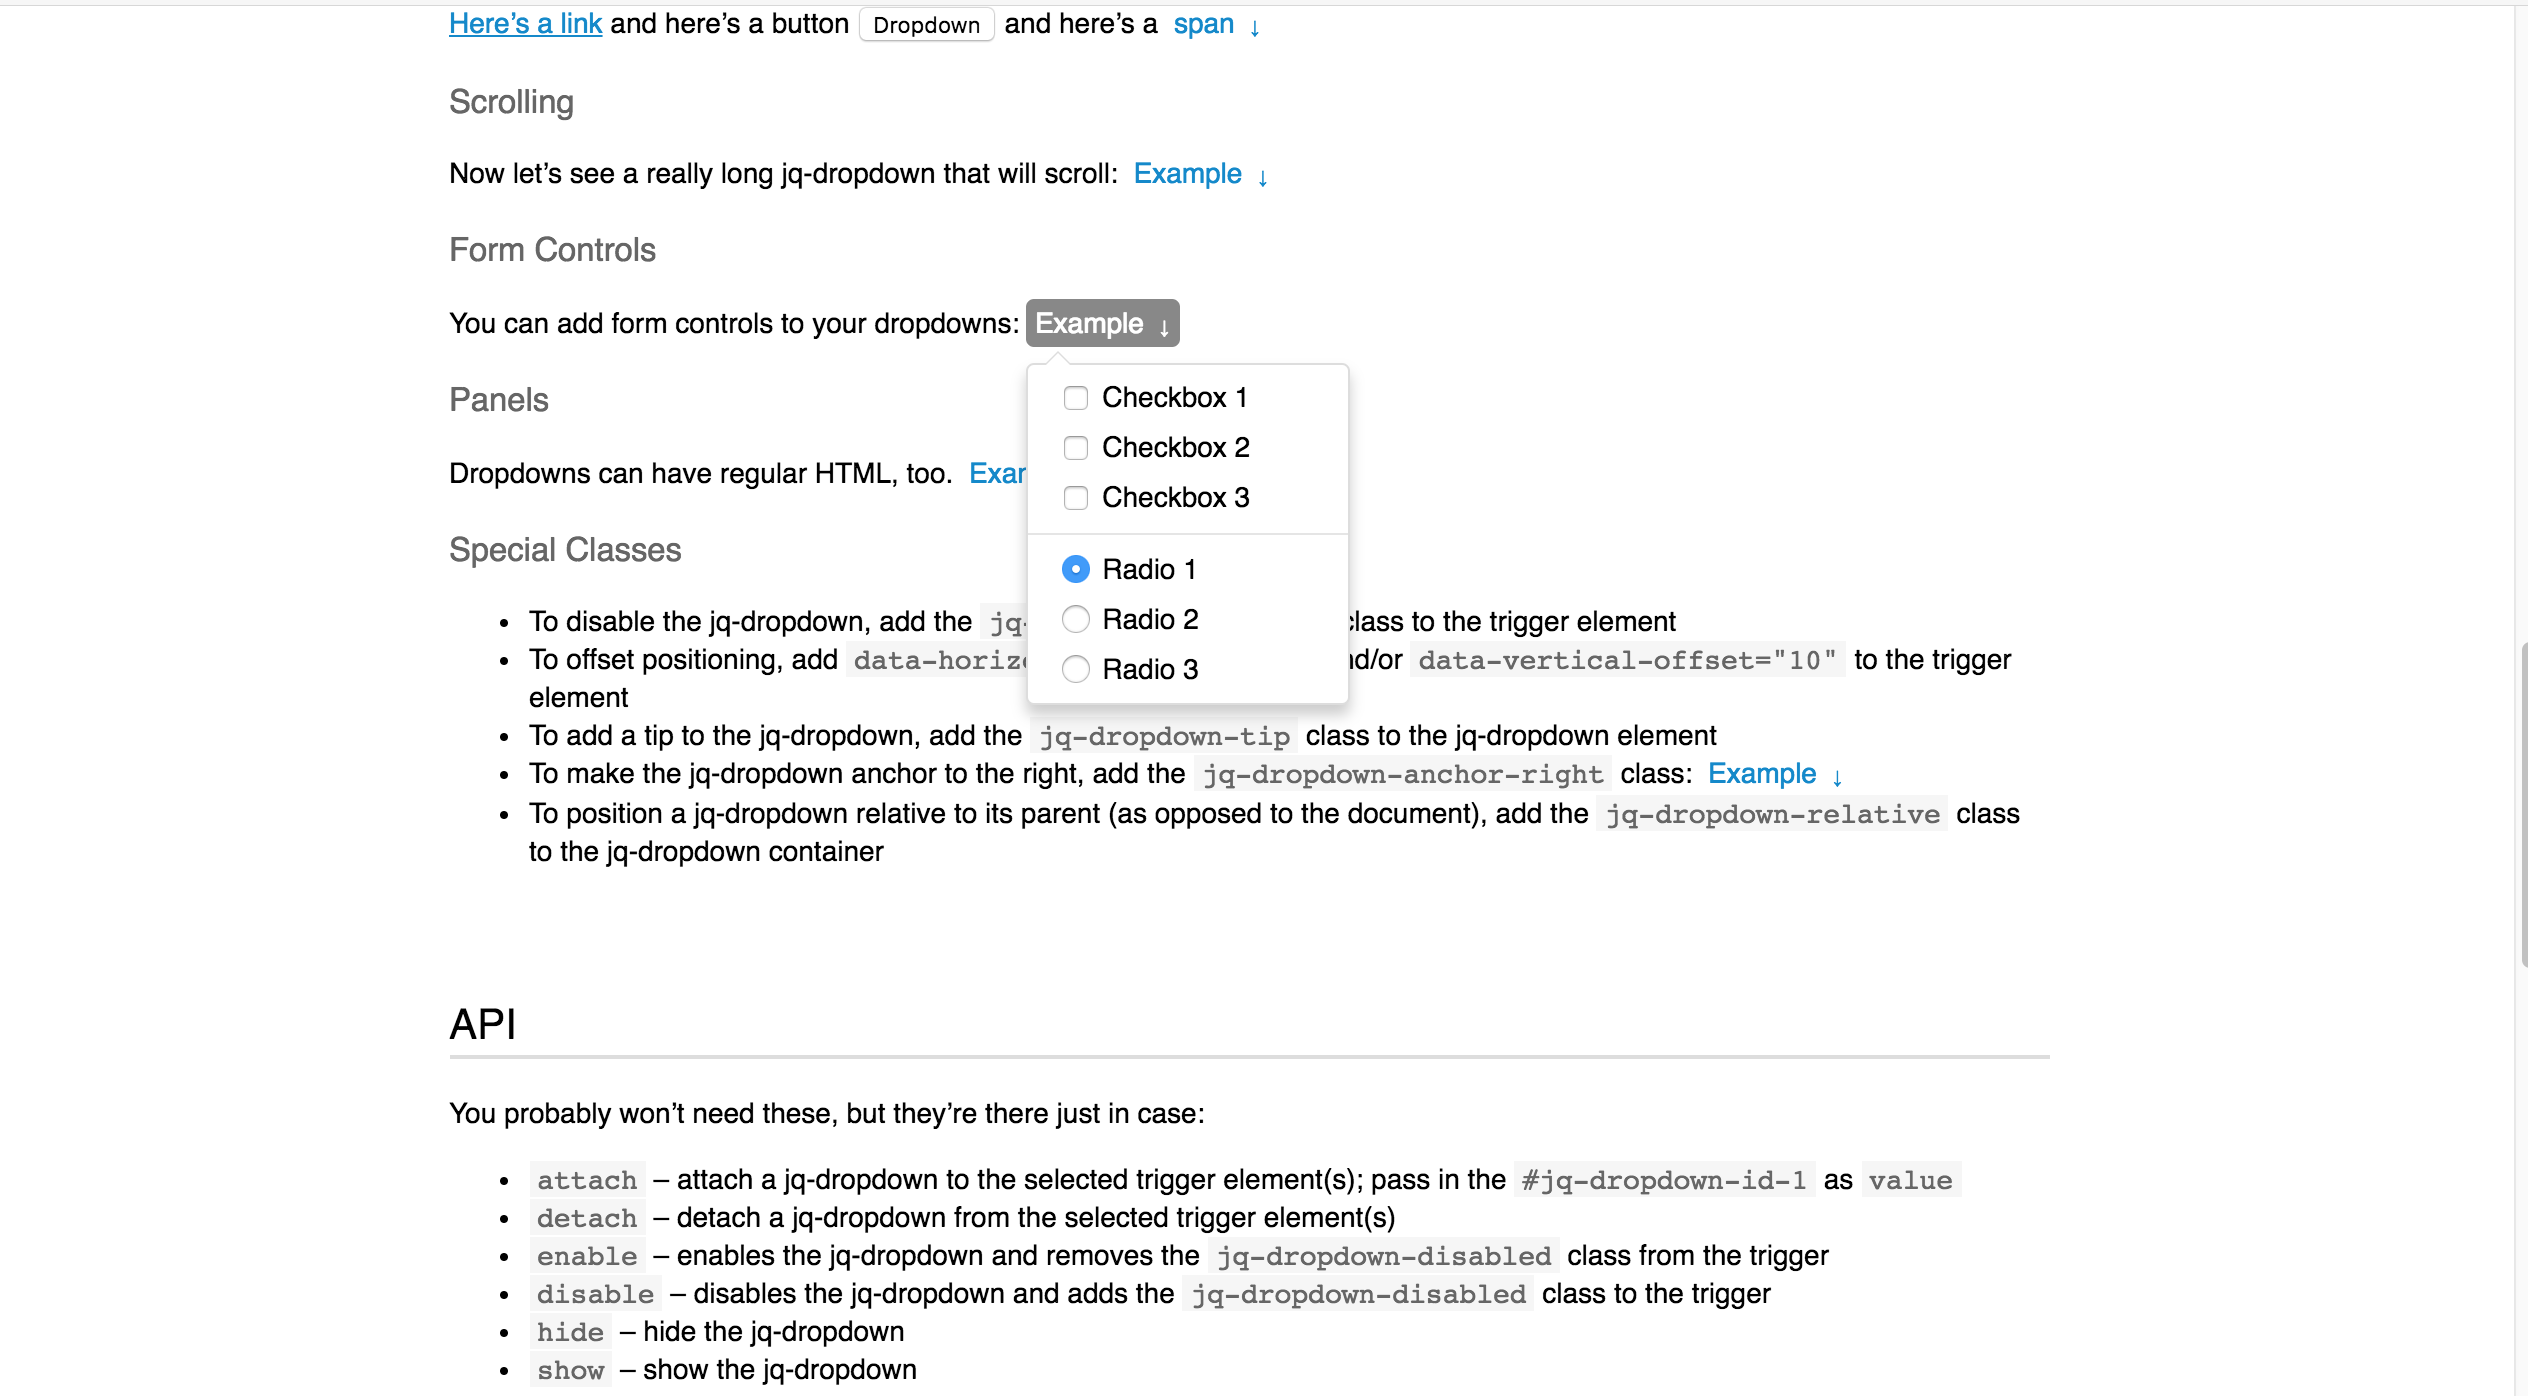 Here’s a link and here’s a button Dropdown and here’s a span ↓
Scrolling
Now let’s see a really long jq-dropdown that will scroll: Example ↓
Form Controls
You can add form controls to your dropdowns: Example ↓
Checkbox 1
Checkbox 2
Checkbox 3
Radio 1
Radio 2
Radio 3
Panels
Dropdowns can have regular HTML, too.
Special Classes
• To disable the jq-dropdown, add the class to the trigger element
• To offset positioning, add data-vertical-offset="10" to the trigger
element
• To add a tip to the jq-dropdown, add the jq-dropdown-tip class to the jq-dropdown element
• To make the jq-dropdown anchor to the right, add the jq-dropdown-anchor-right class: Example ↓
• To position a jq-dropdown relative to its parent (as opposed to the document), add the jq-dropdown-relative class
to the jq-dropdown container
API
You probably won’t need these, but they’re there just in case:
• attach – attach a jq-dropdown to the selected trigger element(s); pass in the #jq-dropdown-id-1 as value
• detach – detach a jq-dropdown from the selected trigger element(s)
• enable – enables the jq-dropdown and removes the jq-dropdown-disabled class from the trigger
• disable – disables the jq-dropdown and adds the jq-dropdown-disabled class to the trigger
• hide – hide the jq-dropdown
• show – show the jq-dropdown